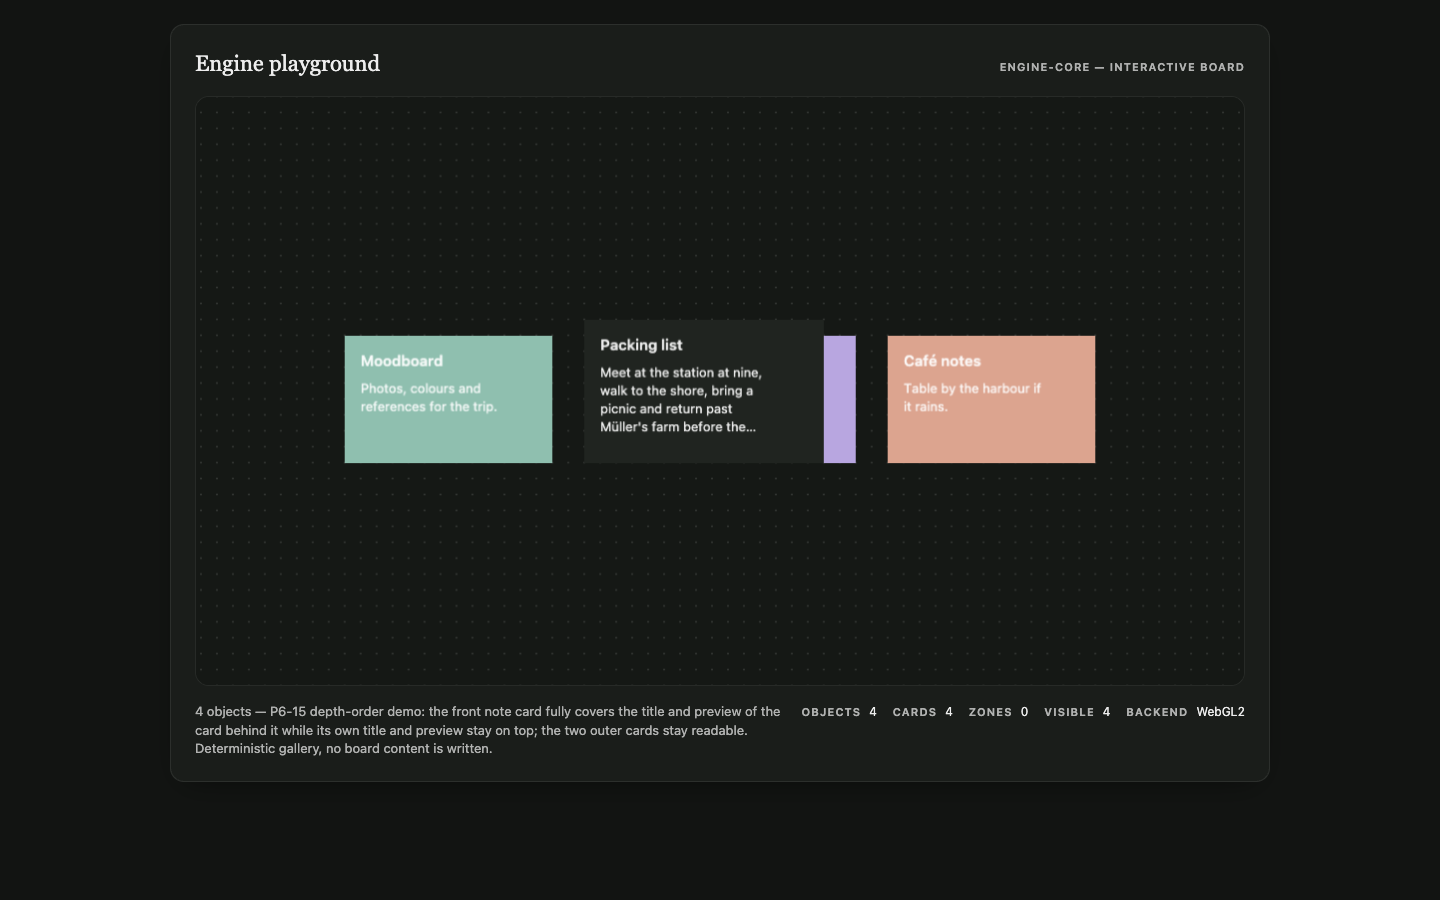 Engine playground
ENGINE-CORE — INTERACTIVE BOARD
Moodboard
Photos, colours and
references for the trip.
Packing list
Meet at the station at nine,
walk to the shore, bring a
picnic and return past
Müller's farm before the...
Café notes
Table by the harbour if
it rains.
4 objects — P6-15 depth-order demo: the front note card fully covers the title and preview of the
card behind it while its own title and preview stay on top; the two outer cards stay readable.
Deterministic gallery, no board content is written.
OBJECTS 4 CARDS 4 ZONES 0 VISIBLE 4 BACKEND WebGL2